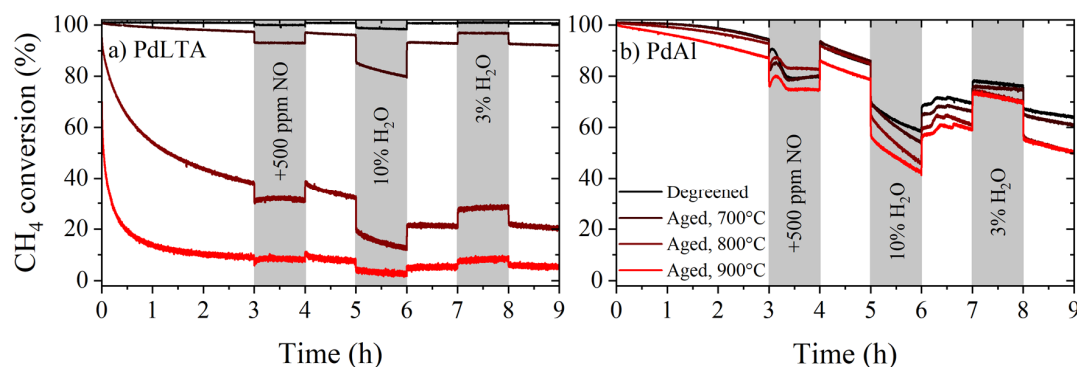 a) PdLTA
+500 ppm NO
10% H₂O
3% H₂O
CH₄ conversion (%)
100
80
60
40
20
0
0 1 2 3 4 5 6 7 8 9
Time (h)
b) PdAl
+500 ppm NO
10% H₂O
3% H₂O
Degreened
Aged, 700°C
Aged, 800°C
Aged, 900°C
100
80
60
40
20
0
0 1 2 3 4 5 6 7 8 9
Time (h)